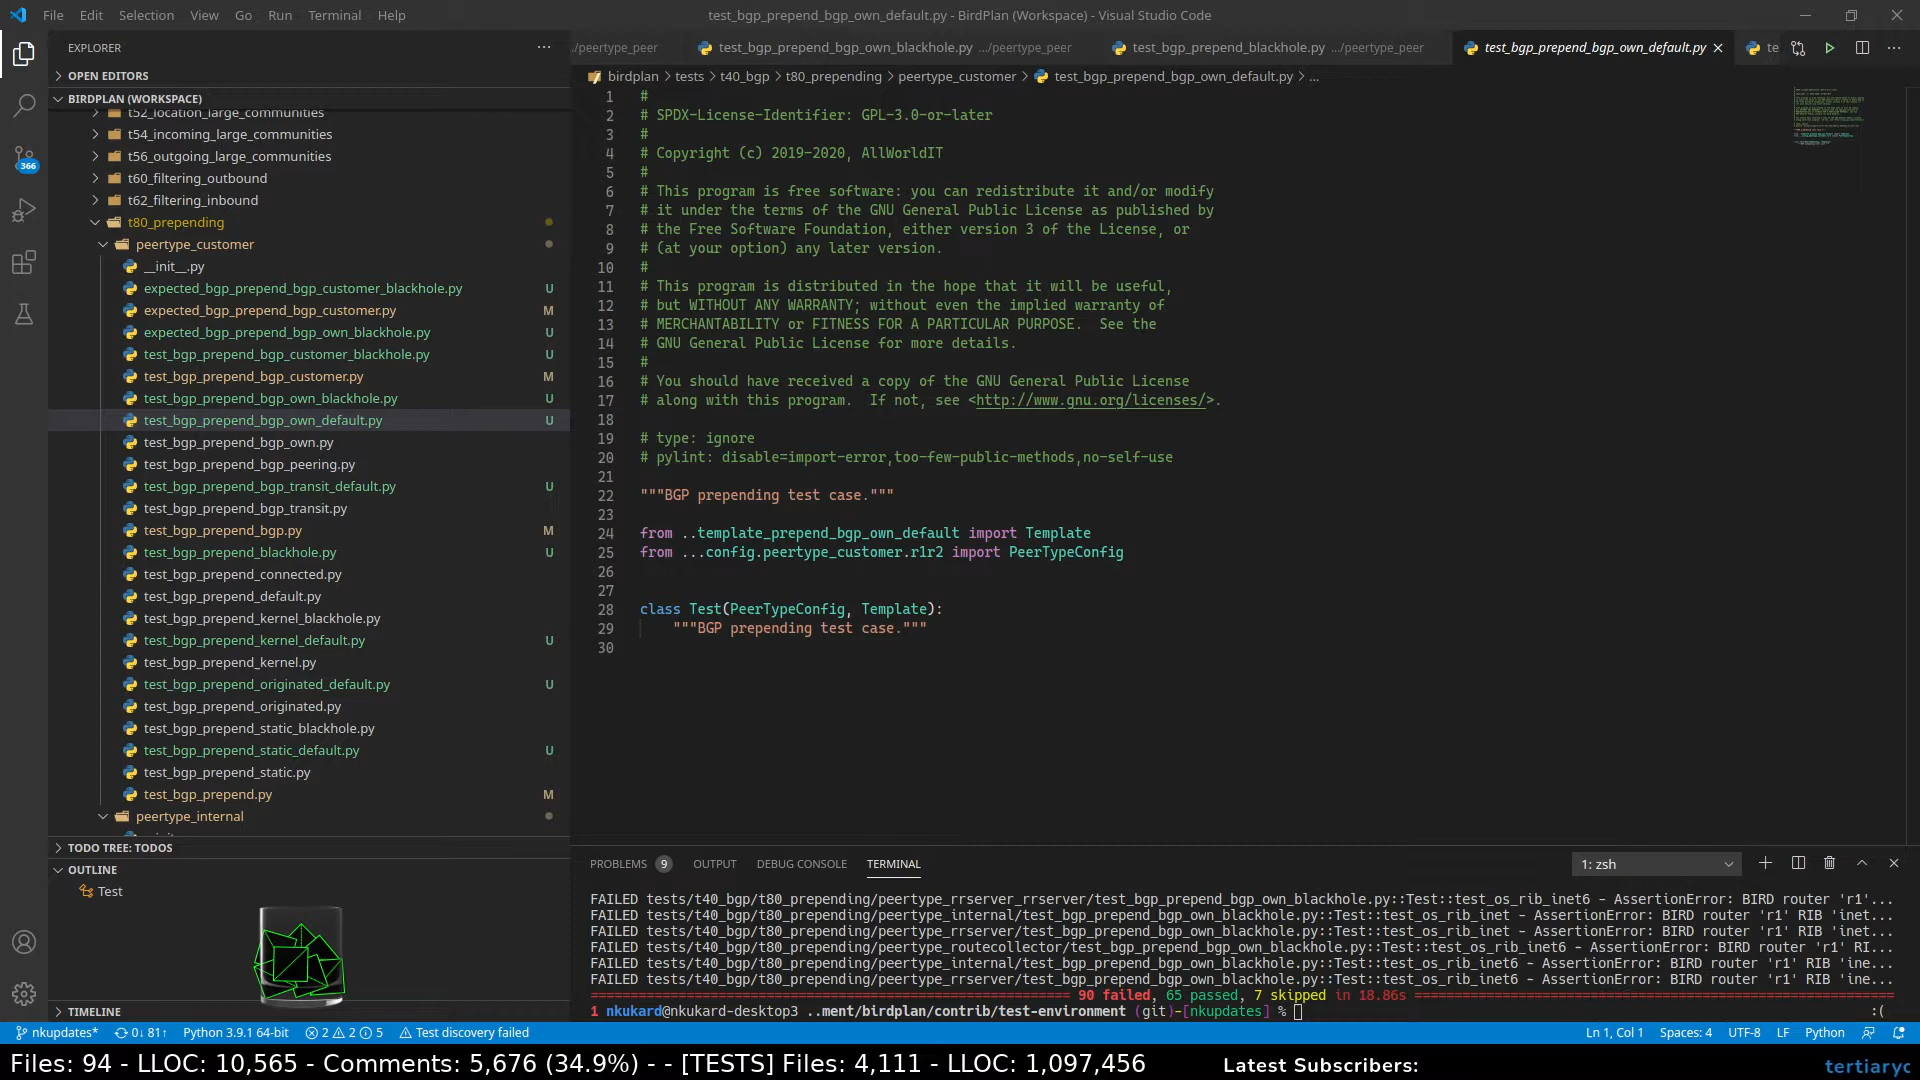 File Edit Selection View Go Run Terminal Help
test_bgp_prepend_bgp_own_default.py - BirdPlan (Workspace) - Visual Studio Code
EXPLORER
OPEN EDITORS
BIRDPLAN (WORKSPACE)
t52_location_large_communities
t54_incoming_large_communities
t56_outgoing_large_communities
t60_filtering_outbound
t62_filtering_inbound
t80_prepending
peertype_customer
__init__.py
expected_bgp_prepend_bgp_customer_blackhole.py U
expected_bgp_prepend_bgp_customer.py M
expected_bgp_prepend_bgp_own_blackhole.py U
test_bgp_prepend_bgp_customer_blackhole.py U
test_bgp_prepend_bgp_customer.py M
test_bgp_prepend_bgp_own_blackhole.py U
test_bgp_prepend_bgp_own_default.py U
test_bgp_prepend_bgp_own.py
test_bgp_prepend_bgp_peering.py
test_bgp_prepend_bgp_transit_default.py U
test_bgp_prepend_bgp_transit.py
test_bgp_prepend_bgp.py M
test_bgp_prepend_blackhole.py U
test_bgp_prepend_connected.py
test_bgp_prepend_default.py
test_bgp_prepend_kernel_blackhole.py
test_bgp_prepend_kernel_default.py U
test_bgp_prepend_kernel.py
test_bgp_prepend_originated_default.py U
test_bgp_prepend_originated.py
test_bgp_prepend_static_blackhole.py
test_bgp_prepend_static_default.py U
test_bgp_prepend_static.py
test_bgp_prepend.py M
peertype_internal
TODO TREE: TODOS
OUTLINE
Test
TIMELINE
366
./peertype_peer test_bgp_prepend_bgp_own_blackhole.py .../peertype_peer test_bgp_prepend_blackhole.py .../peertype_peer test_bgp_prepend_bgp_own_default.py te
birdplan > tests > t40_bgp > t80_prepending > peertype_customer > test_bgp_prepend_bgp_own_default.py > ...
1 #
2 # SPDX-License-Identifier: GPL-3.0-or-later
3 #
4 # Copyright (c) 2019-2020, AllWorldIT
5 #
6 # This program is free software: you can redistribute it and/or modify
7 # it under the terms of the GNU General Public License as published by
8 # the Free Software Foundation, either version 3 of the License, or
9 # (at your option) any later version.
10 #
11 # This program is distributed in the hope that it will be useful,
12 # but WITHOUT ANY WARRANTY; without even the implied warranty of
13 # MERCHANTABILITY or FITNESS FOR A PARTICULAR PURPOSE.  See the
14 # GNU General Public License for more details.
15 #
16 # You should have received a copy of the GNU General Public License
17 # along with this program.  If not, see <http://www.gnu.org/licenses/>.
18
19 # type: ignore
20 # pylint: disable=import-error,too-few-public-methods,no-self-use
21
22 """BGP prepending test case."""
23
24 from ..template_prepend_bgp_own_default import Template
25 from ...config.peertype_customer.r1r2 import PeerTypeConfig
26
27
28 class Test(PeerTypeConfig, Template):
29     """BGP prepending test case."""
30
PROBLEMS 9 OUTPUT DEBUG CONSOLE TERMINAL 1: zsh
FAILED tests/t40_bgp/t80_prepending/peertype_rrserver_rrserver/test_bgp_prepend_bgp_own_blackhole.py::Test::test_os_rib_inet6 - AssertionError: BIRD router 'r1'...
FAILED tests/t40_bgp/t80_prepending/peertype_internal/test_bgp_prepend_bgp_own_blackhole.py::Test::test_os_rib_inet - AssertionError: BIRD router 'r1' RIB 'inet...
FAILED tests/t40_bgp/t80_prepending/peertype_rrserver/test_bgp_prepend_bgp_own_blackhole.py::Test::test_os_rib_inet - AssertionError: BIRD router 'r1' RIB 'inet...
FAILED tests/t40_bgp/t80_prepending/peertype_routecollector/test_bgp_prepend_bgp_own_blackhole.py::Test::test_os_rib_inet6 - AssertionError: BIRD router 'r1' RI...
FAILED tests/t40_bgp/t80_prepending/peertype_internal/test_bgp_prepend_bgp_own_blackhole.py::Test::test_os_rib_inet6 - AssertionError: BIRD router 'r1' RIB 'ine...
FAILED tests/t40_bgp/t80_prepending/peertype_rrserver/test_bgp_prepend_bgp_own_blackhole.py::Test::test_os_rib_inet6 - AssertionError: BIRD router 'r1' RIB 'ine...
90 failed, 65 passed, 7 skipped in 18.86s
1 nkukard@nkukard-desktop3 ..ment/birdplan/contrib/test-environment (git)-[nkupdates] % :(
nkupdates* 0↓ 81↑ Python 3.9.1 64-bit 2 2 5 Test discovery failed Ln 1, Col 1 Spaces: 4 UTF-8 LF Python
Files: 94 - LLOC: 10,565 - Comments: 5,676 (34.9%) - - [TESTS] Files: 4,111 - LLOC: 1,097,456 Latest Subscribers: tertiaryc